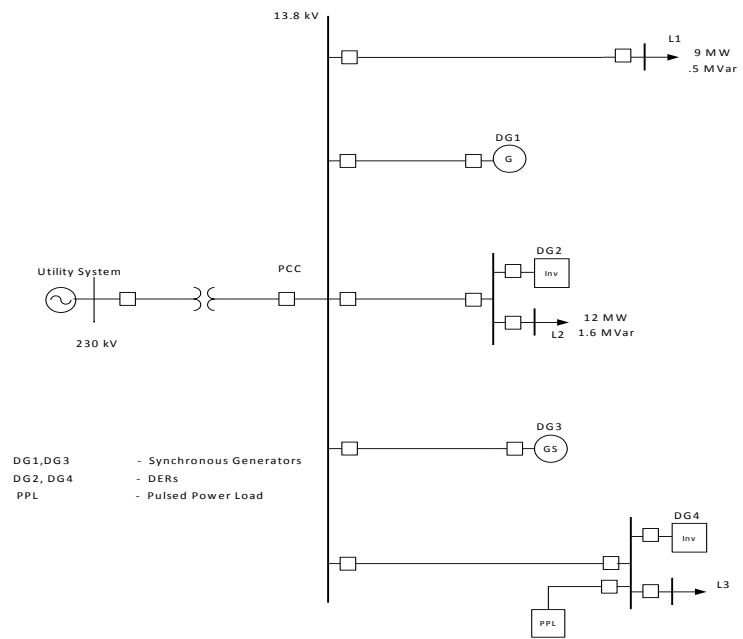 13.8 kV
L1
9 MW
.5 MVar
DG1
G
Utility System
PCC
DG2
Inv
230 kV
12 MW
1.6 MVar
L2
DG3
GS
DG1,DG3 - Synchronous Generators
DG2, DG4 - DERs
PPL - Pulsed Power Load
DG4
Inv
L3
PPL